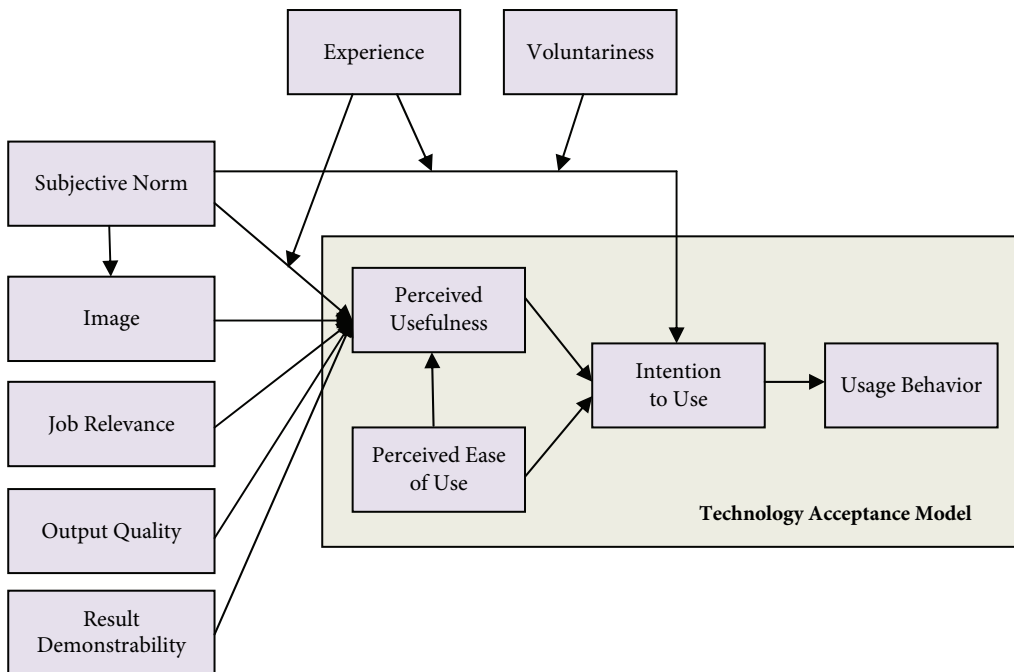 Experience
Voluntariness
Subjective Norm
Image
Perceived
Usefulness
Intention
to Use
Usage Behavior
Job Relevance
Perceived Ease
of Use
Output Quality
Technology Acceptance Model
Result
Demonstrability